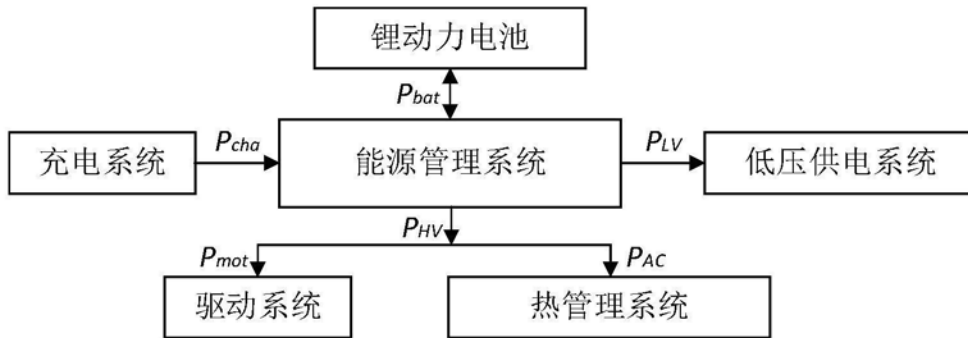 锂动力电池
Pbat
充电系统
Pcha
能源管理系统
PLV
低压供电系统
PHV
Pmot
PAC
驱动系统
热管理系统